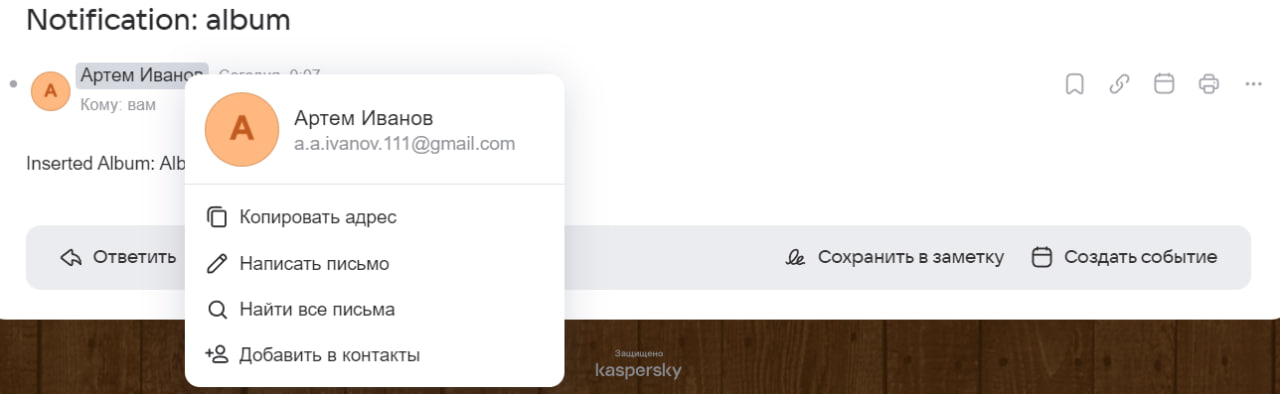 Notification: album
Артем Иванов Сегодня, 0:07
Кому: вам
Артем Иванов
a.a.ivanov.111@gmail.com
Inserted Album: Alb
Копировать адрес
Написать письмо
Найти все письма
Добавить в контакты
Ответить
Сохранить в заметку
Создать событие
Защищено
kaspersky